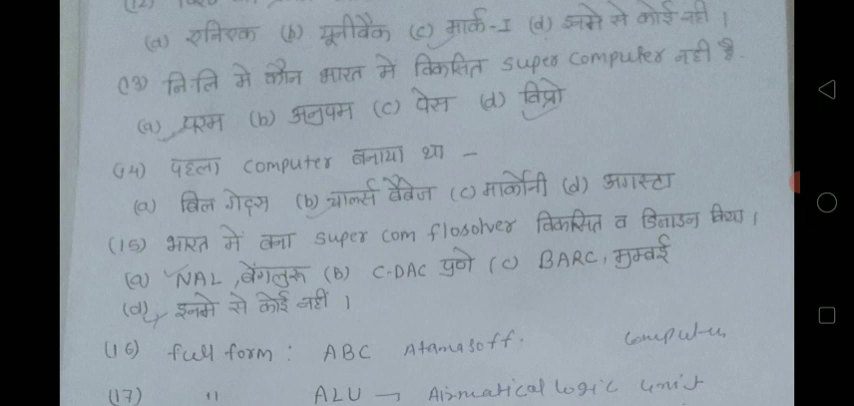 (a) एनिएक (b) यूनीवैक (c) मार्क-I (d) इनमे से कोई नही ।
(13) नि.लि मे कौन भारत मे विकसित super computer नही है.
(a) परम (b) अनुपम (c) पेस (d) विप्रो
(14) पहला computer बनाया था –
(a) बिल गेट्स (b) चार्ल्स बैबेज (c) मार्कोनी (d) अगस्टा
(15) भारत में बना super com flosolver विकसित व डिजाइन किया ।
(a) NAL, बेंगलुरू (b) C-DAC पुणे (c) BARC, मुम्बई
(d) इनमे से कोई नहीं ।
(16) full form : ABC Atanasoff. Computer
(17) " ALU → Airmatical logic unit